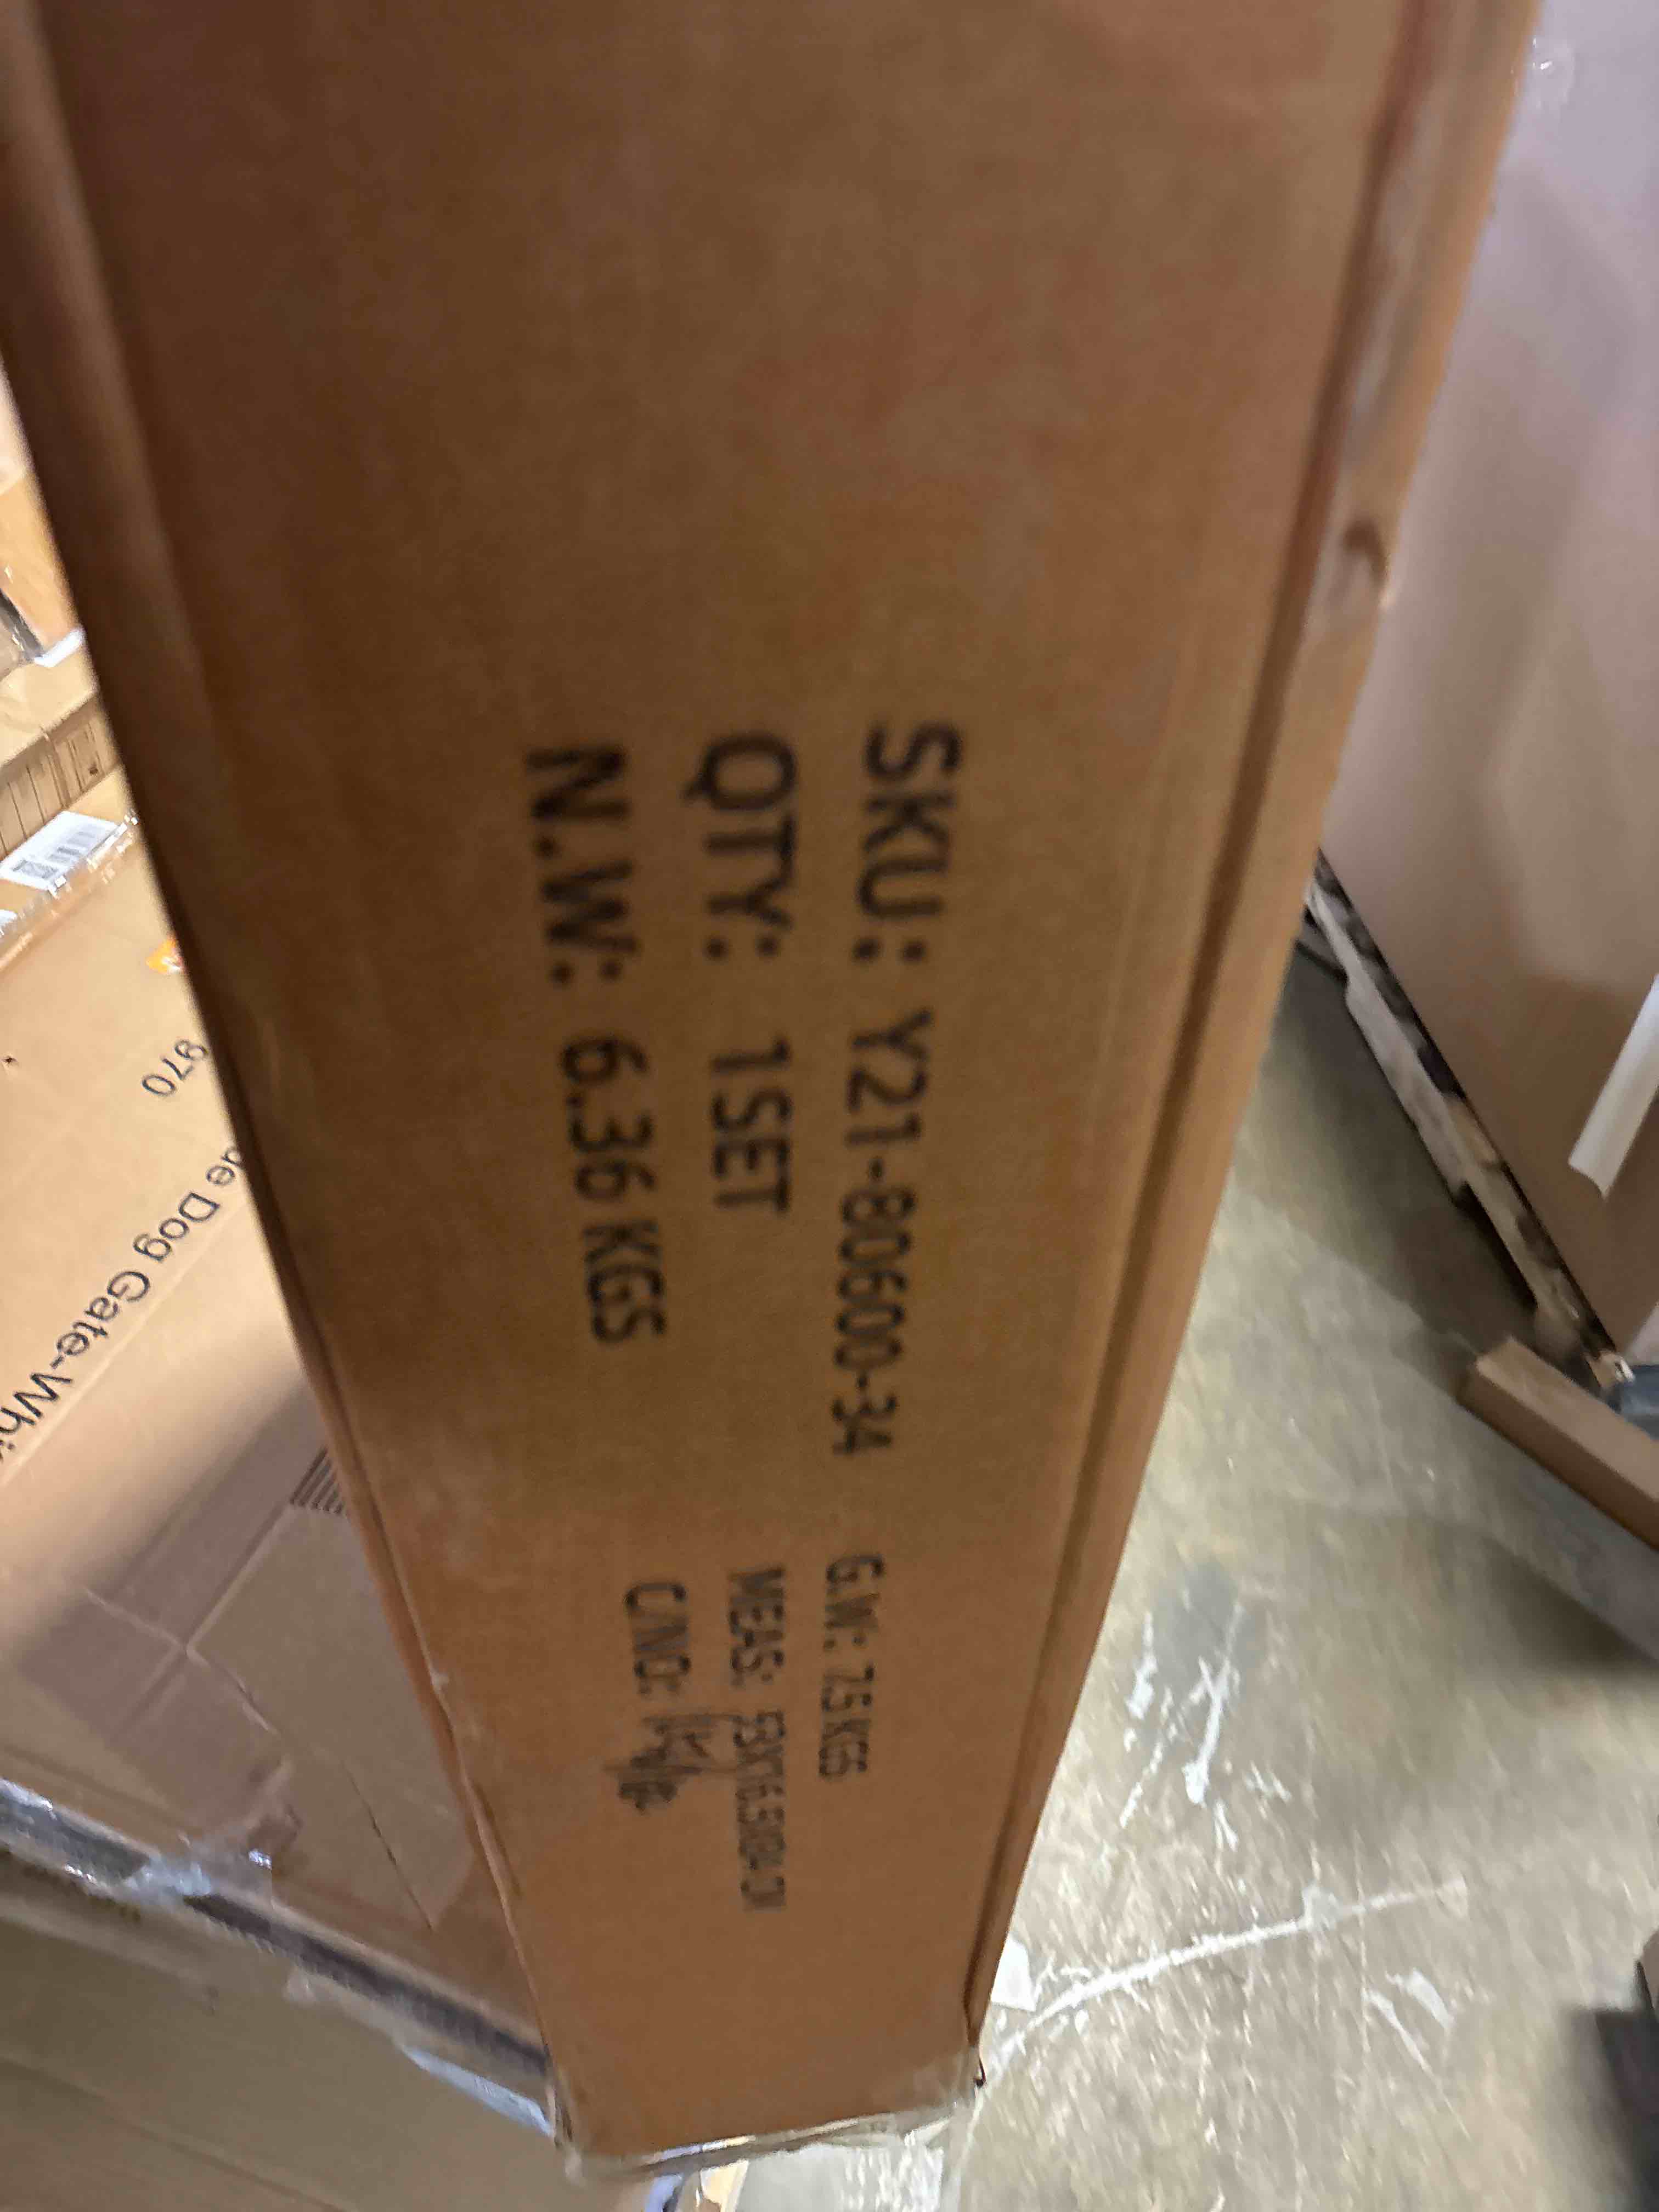 SKU: Y21-80600-34
QTY: 1SET
N.W: 6.36 KGS
G.W: 7.5 KGS
MEAS:
C/NO:
970
Dog Gate-Whi